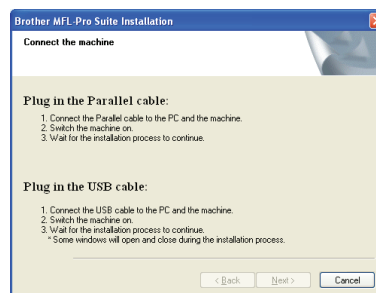 Brother MFL-Pro Suite Installation
Connect the machine
Plug in the Parallel cable:
1. Connect the Parallel cable to the PC and the machine.
2. Switch the machine on.
3. Wait for the installation process to continue.
Plug in the USB cable:
1. Connect the USB cable to the PC and the machine.
2. Switch the machine on.
3. Wait for the installation process to continue.
* Some windows will open and close during the installation process.
< Back Next > Cancel